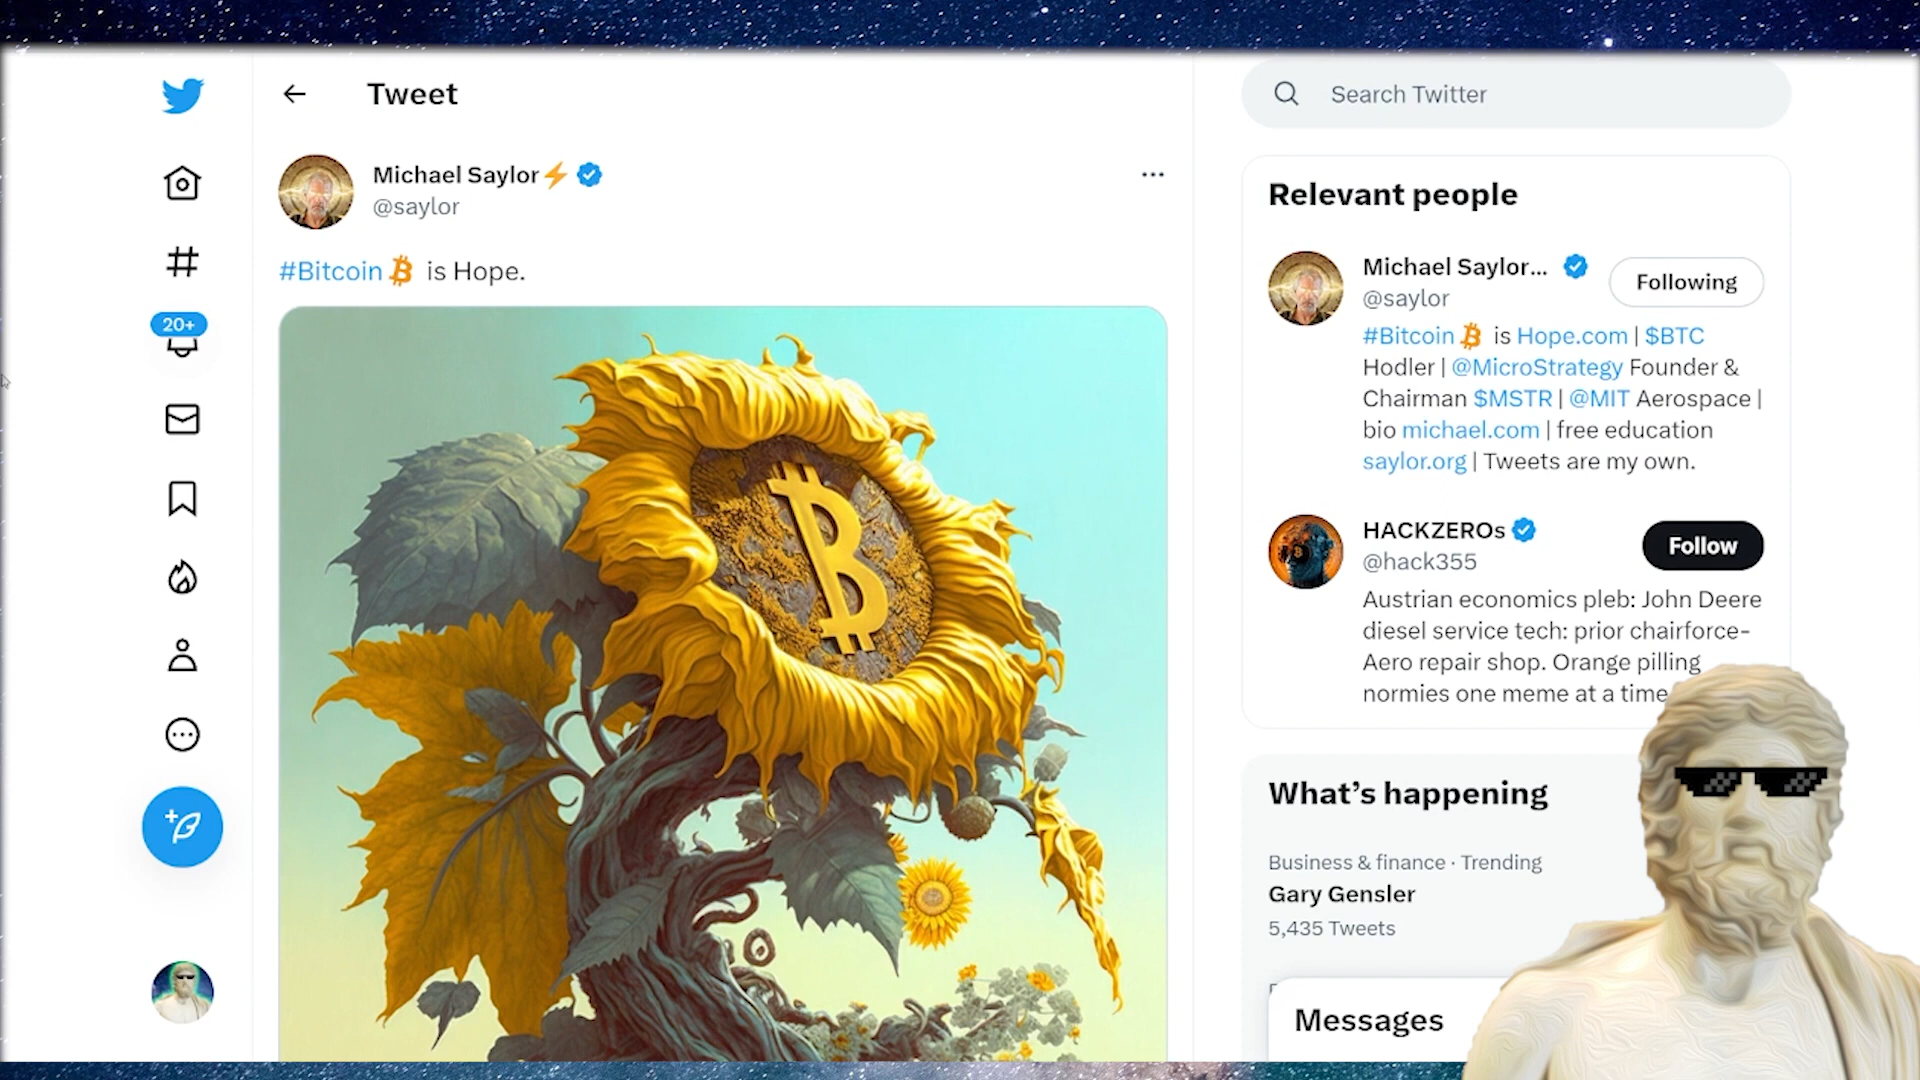 Tweet
Michael Saylor⚡
@saylor
#Bitcoin₿ is Hope.
20+
Search Twitter
Relevant people
Michael Saylor...
@saylor
Following
#Bitcoin₿ is Hope.com | $BTC
Hodler | @MicroStrategy Founder &
Chairman $MSTR | @MIT Aerospace |
bio michael.com | free education
saylor.org | Tweets are my own.
HACKZEROs
@hack355
Follow
Austrian economics pleb: John Deere
diesel service tech: prior chairforce-
Aero repair shop. Orange pilling
normies one meme at a time
What's happening
Business & finance · Trending
Gary Gensler
5,435 Tweets
Messages